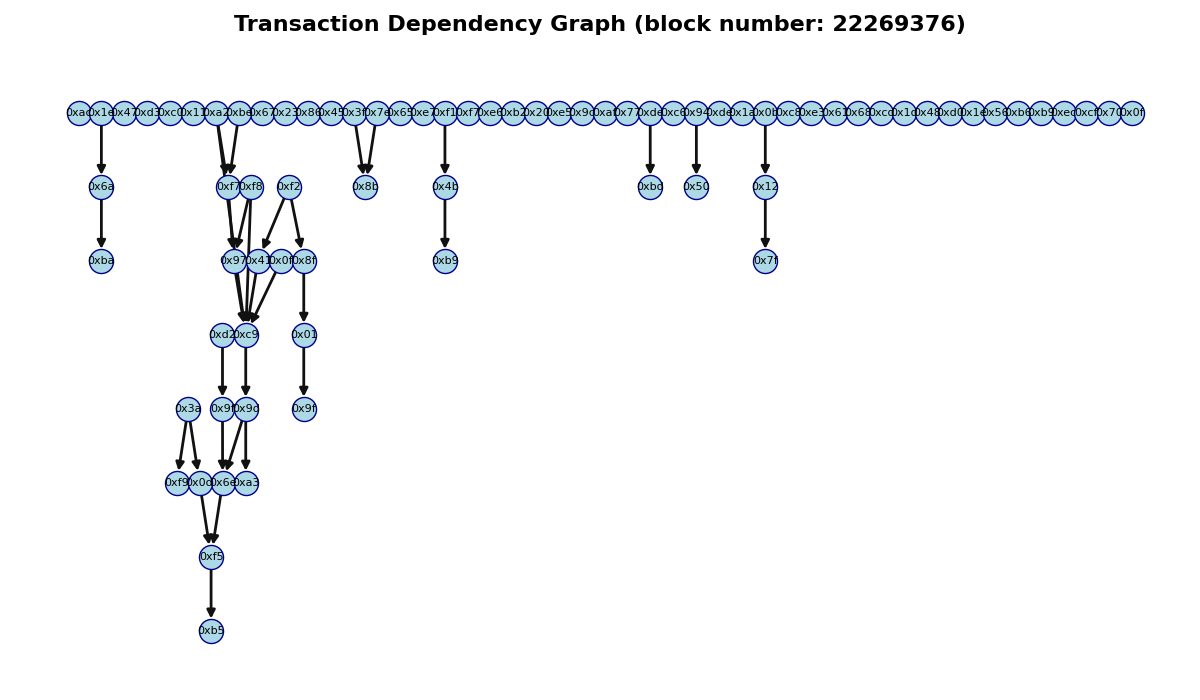 Transaction Dependency Graph (block number: 22269376)
0xac 0x1e 0x47 0xd3 0xc0 0x11 0xa2 0xbe 0x67 0x23 0x86 0x45 0x3f 0x7e 0x65 0xe7 0xf1 0xf7 0xe6 0xb2 0x20 0xe5 0x9c 0xaf 0x77 0xde 0xc6 0x94 0xde 0x1a 0x0b 0xc8 0xe3 0x61 0x68 0xcc 0x1c 0x48 0xd0 0x1e 0x56 0xb6 0xb9 0xec 0xcf 0x70 0x0f
0x6a 0xf7 0xf8 0xf2 0x8b 0x4b 0xbd 0x50 0x12
0xba 0x97 0x41 0x0f 0x8f 0xb9 0x7f
0xd2 0xc9 0x01
0x3a 0x9f 0x9d 0x9f
0xf9 0x0d 0x6e 0xa3
0xf5
0xb5